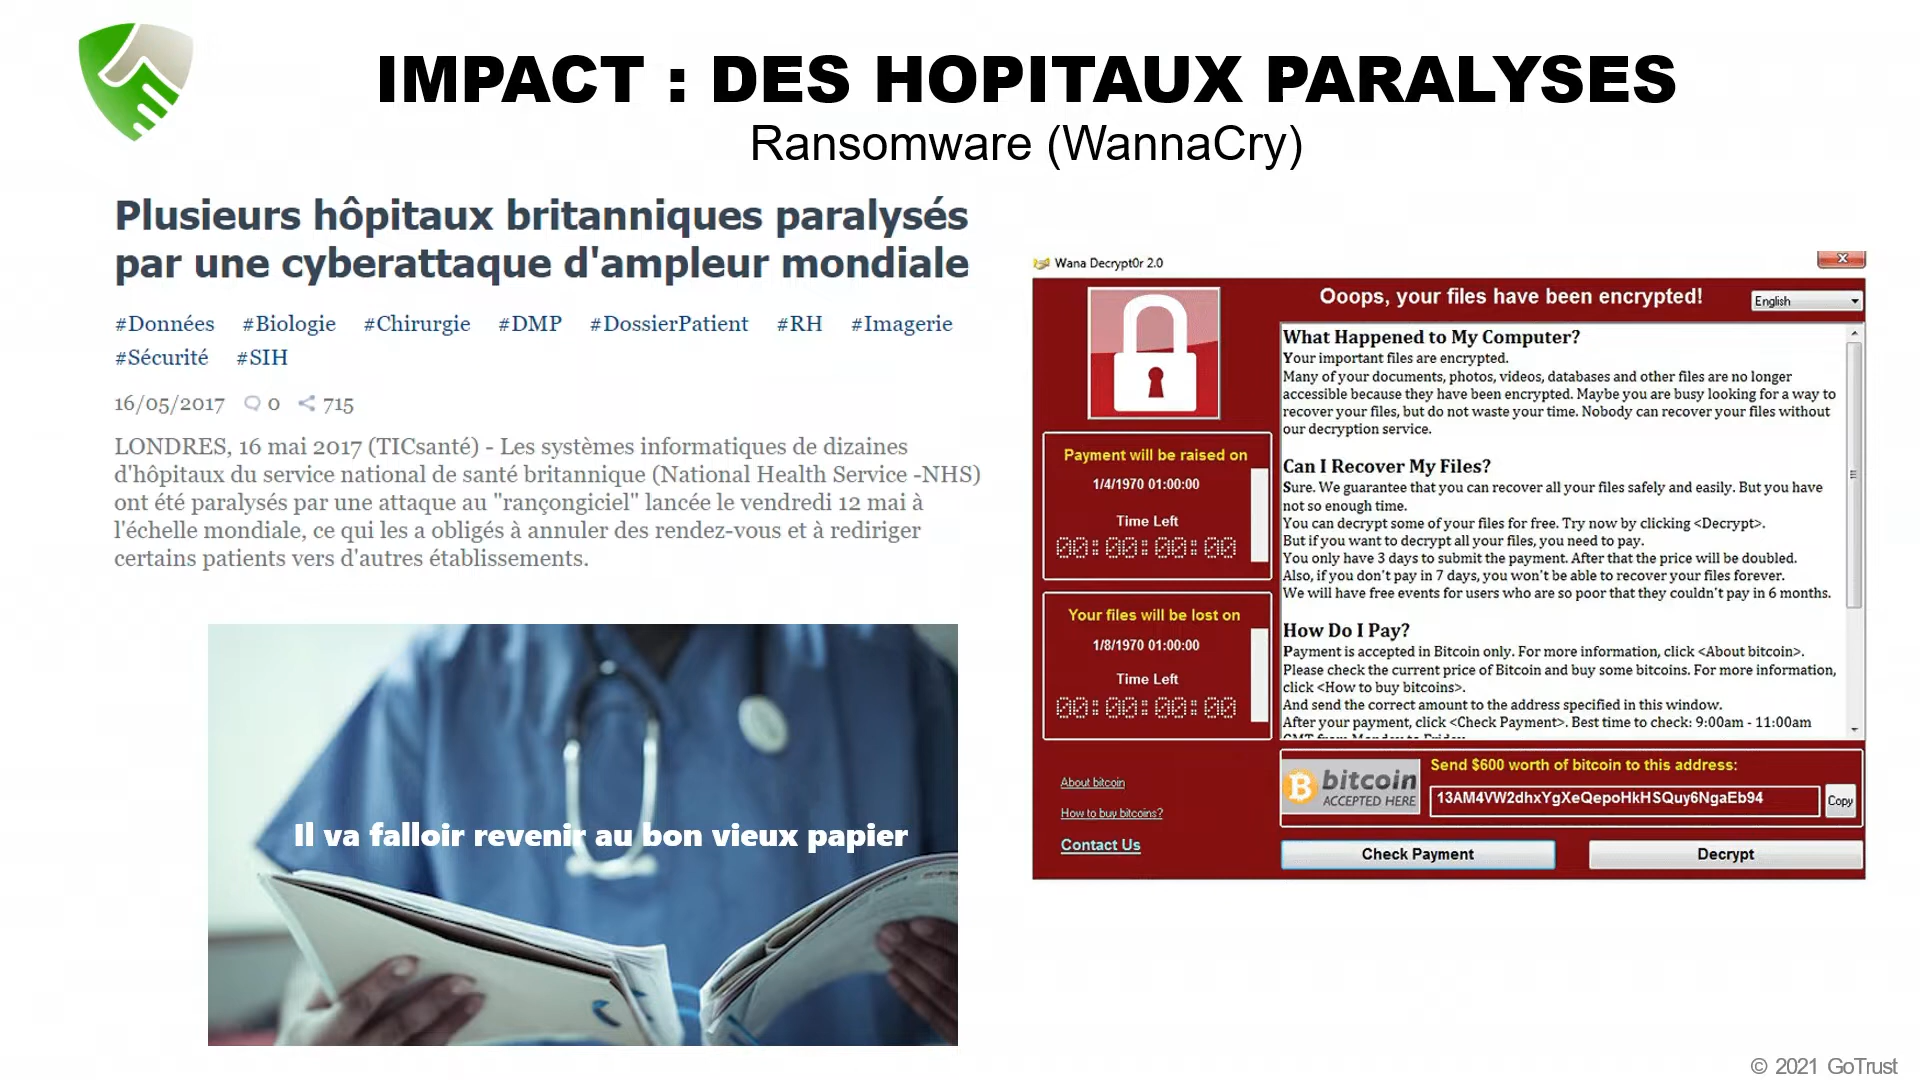 IMPACT : DES HOPITAUX PARALYSES
Ransomware (WannaCry)
Plusieurs hôpitaux britanniques paralysés
par une cyberattaque d'ampleur mondiale
#Données #Biologie #Chirurgie #DMP #DossierPatient #RH #Imagerie
#Sécurité #SIH
16/05/2017 0 715
LONDRES, 16 mai 2017 (TICsanté) - Les systèmes informatiques de dizaines
d'hôpitaux du service national de santé britannique (National Health Service -NHS)
ont été paralysés par une attaque au "rançongiciel" lancée le vendredi 12 mai à
l'échelle mondiale, ce qui les a obligés à annuler des rendez-vous et à rediriger
certains patients vers d'autres établissements.
Il va falloir revenir au bon vieux papier
Wana Decrypt0r 2.0
Ooops, your files have been encrypted!
English
Payment will be raised on
1/4/1970 01:00:00
Time Left
00:00:00:00
Your files will be lost on
1/8/1970 01:00:00
Time Left
00:00:00:00
About bitcoin
How to buy bitcoins?
Contact Us
What Happened to My Computer?
Your important files are encrypted.
Many of your documents, photos, videos, databases and other files are no longer
accessible because they have been encrypted. Maybe you are busy looking for a way to
recover your files, but do not waste your time. Nobody can recover your files without
our decryption service.
Can I Recover My Files?
Sure. We guarantee that you can recover all your files safely and easily. But you have
not so enough time.
You can decrypt some of your files for free. Try now by clicking <Decrypt>.
But if you want to decrypt all your files, you need to pay.
You only have 3 days to submit the payment. After that the price will be doubled.
Also, if you don't pay in 7 days, you won't be able to recover your files forever.
We will have free events for users who are so poor that they couldn't pay in 6 months.
How Do I Pay?
Payment is accepted in Bitcoin only. For more information, click <About bitcoin>.
Please check the current price of Bitcoin and buy some bitcoins. For more information,
click <How to buy bitcoins>.
And send the correct amount to the address specified in this window.
After your payment, click <Check Payment>. Best time to check: 9:00am - 11:00am
GMT from Monday to Friday.
bitcoin
ACCEPTED HERE
Send $600 worth of bitcoin to this address:
13AM4VW2dhxYgXeQepoHkHSQuy6NgaEb94
Copy
Check Payment
Decrypt
© 2021 GoTrust